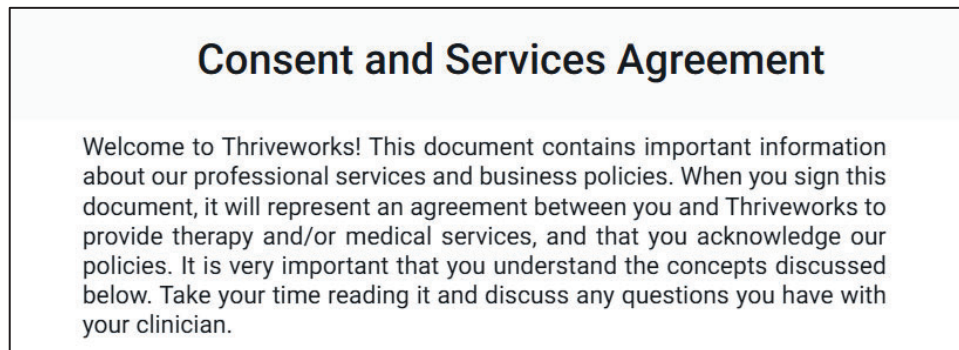 Consent and Services Agreement
Welcome to Thriveworks! This document contains important information
about our professional services and business policies. When you sign this
document, it will represent an agreement between you and Thriveworks to
provide therapy and/or medical services, and that you acknowledge our
policies. It is very important that you understand the concepts discussed
below. Take your time reading it and discuss any questions you have with
your clinician.